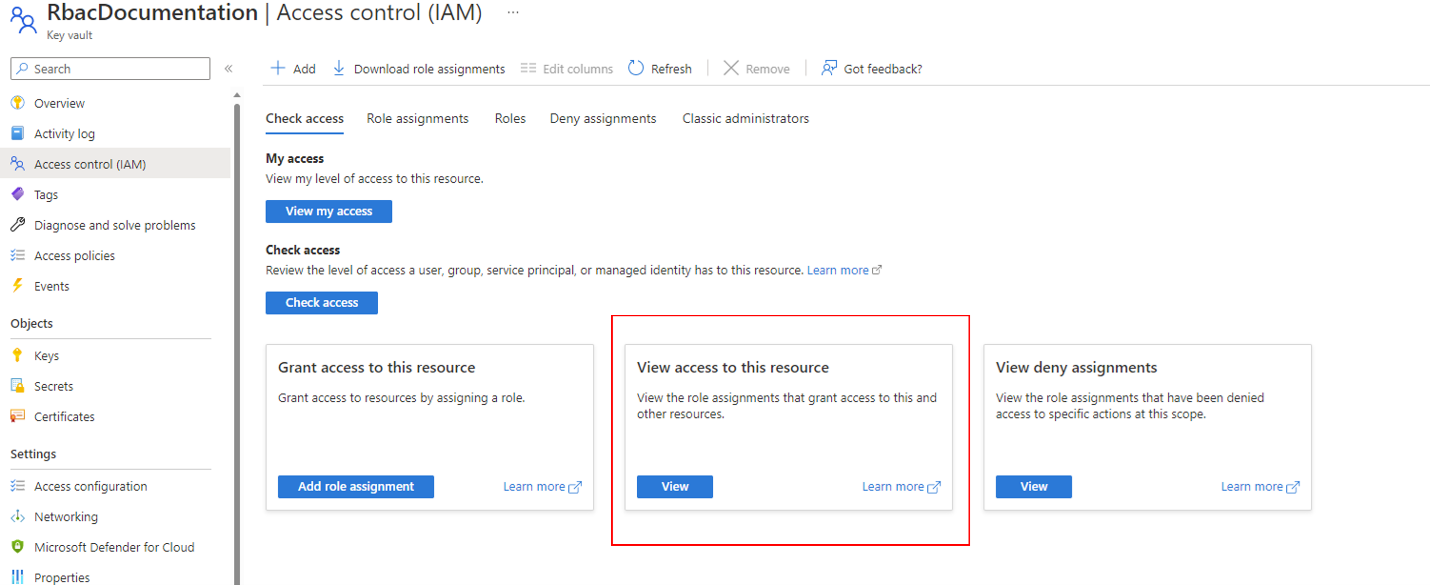 RbacDocumentation | Access control (IAM) ...
Key vault
Search «
Overview
Activity log
Access control (IAM)
Tags
Diagnose and solve problems
Access policies
Events
Objects
Keys
Secrets
Certificates
Settings
Access configuration
Networking
Microsoft Defender for Cloud
Properties
Add Download role assignments Edit columns Refresh Remove Got feedback?
Check access Role assignments Roles Deny assignments Classic administrators
My access
View my level of access to this resource.
View my access
Check access
Review the level of access a user, group, service principal, or managed identity has to this resource. Learn more
Check access
Grant access to this resource
Grant access to resources by assigning a role.
Add role assignment Learn more
View access to this resource
View the role assignments that grant access to this and
other resources.
View Learn more
View deny assignments
View the role assignments that have been denied
access to specific actions at this scope.
View Learn more